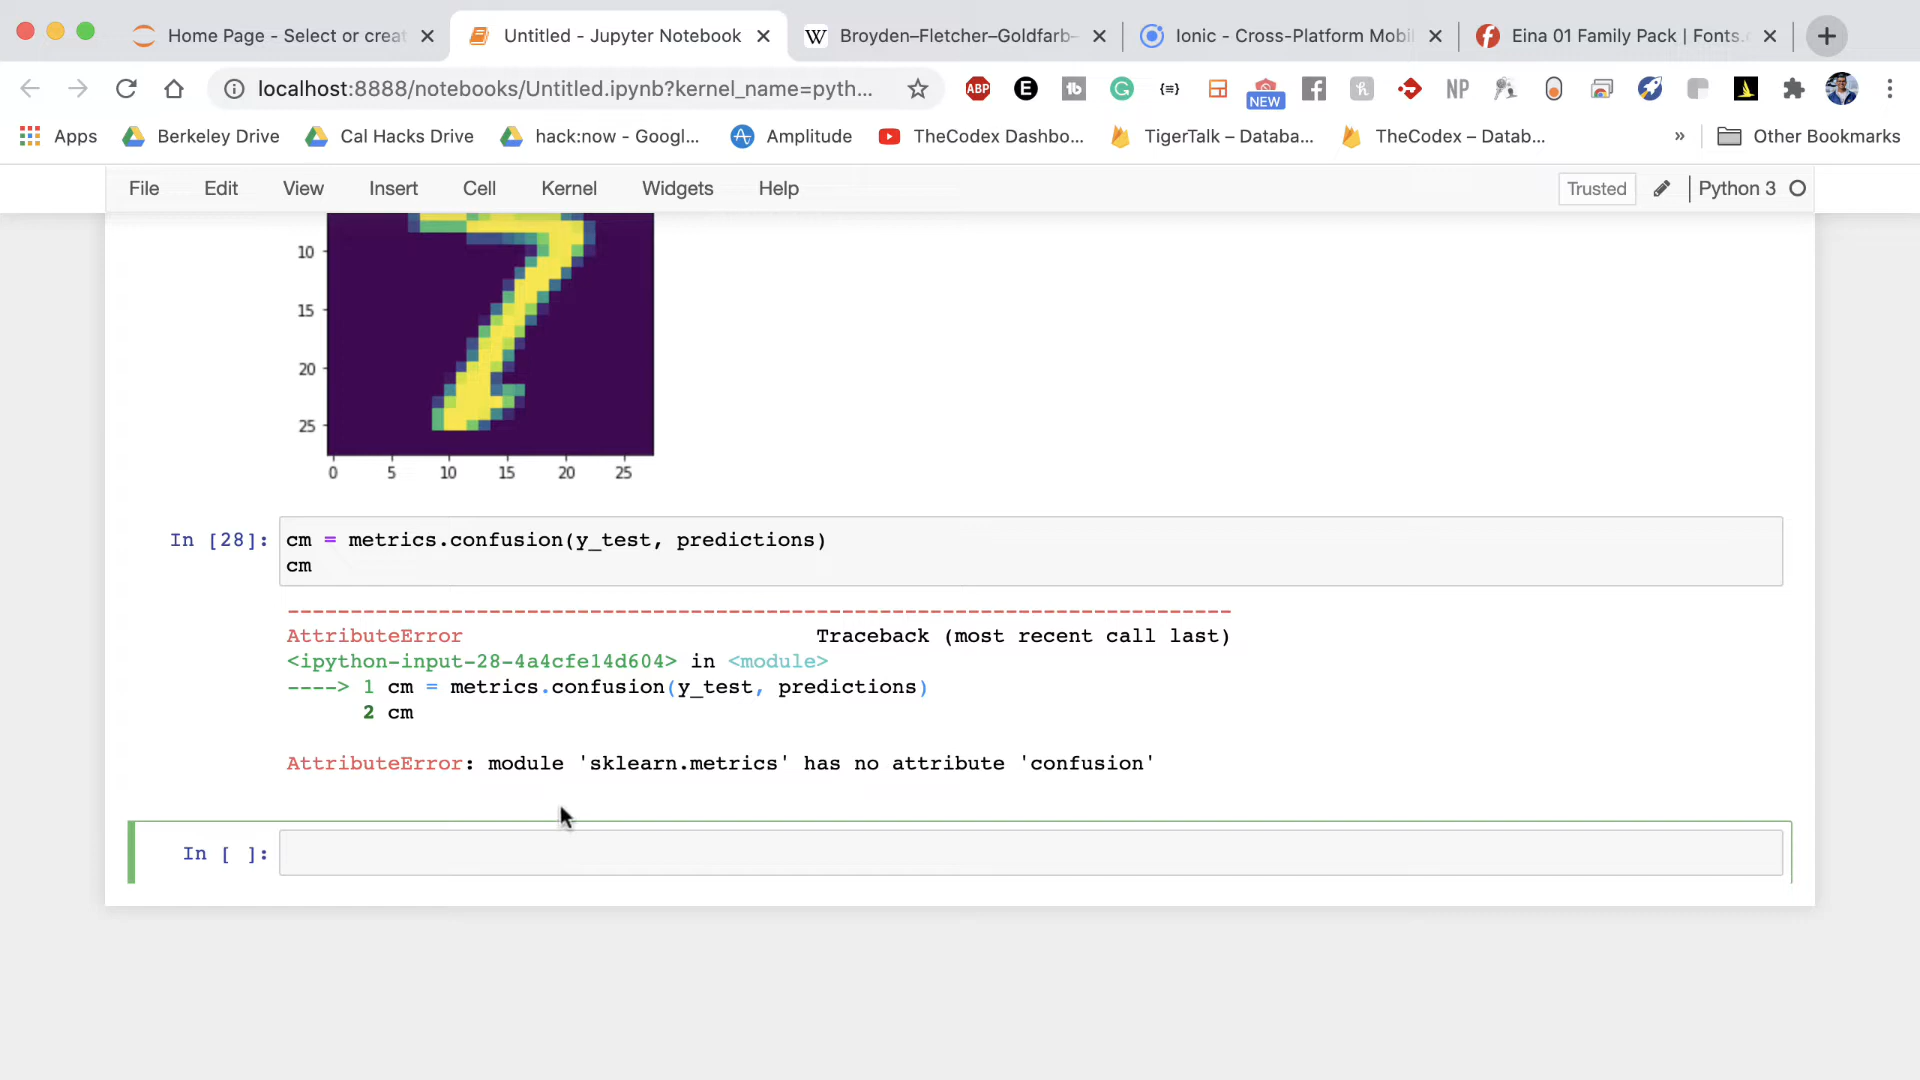 Home Page - Select or creat
Untitled - Jupyter Notebook
W Broyden–Fletcher–Goldfarb–
Ionic - Cross-Platform Mobil
Eina 01 Family Pack | Fonts.c
localhost:8888/notebooks/Untitled.ipynb?kernel_name=pyth...
ABP
E
tb
G
{≡}
NEW
NP
Apps
Berkeley Drive
Cal Hacks Drive
hack:now - Googl...
Amplitude
TheCodex Dashbo...
TigerTalk – Databa...
TheCodex – Datab...
»
Other Bookmarks
File Edit View Insert Cell Kernel Widgets Help
Trusted
Python 3
10
15
20
25
0 5 10 15 20 25
In [28]: cm = metrics.confusion(y_test, predictions)
cm
---------------------------------------------------------------------------
AttributeError Traceback (most recent call last)
<ipython-input-28-4a4cfe14d604> in <module>
----> 1 cm = metrics.confusion(y_test, predictions)
2 cm
AttributeError: module 'sklearn.metrics' has no attribute 'confusion'
In [ ]: